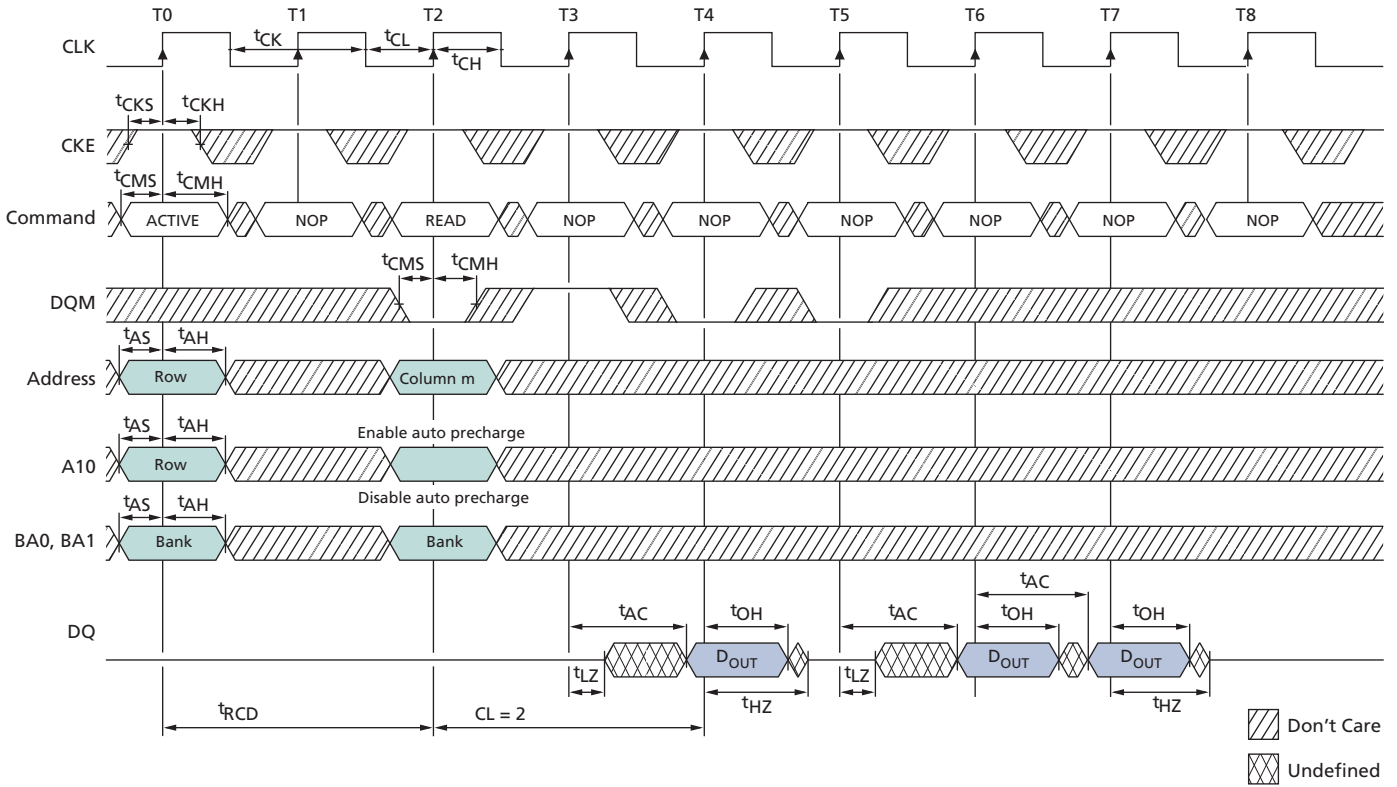 T0 T1 T2 T3 T4 T5 T6 T7 T8
CLK
tCK tCL
tCH
tCKS tCKH
CKE
tCMS tCMH
Command ACTIVE NOP READ NOP NOP NOP NOP NOP NOP
tCMS tCMH
DQM
tAS tAH
Address Row Column m
tAS tAH Enable auto precharge
A10 Row
Disable auto precharge
tAS tAH
BA0, BA1 Bank Bank
tAC
tAC tOH tAC tOH tOH
DQ
DOUT DOUT DOUT
tLZ tLZ
tHZ tHZ
tRCD CL = 2
Don't Care
Undefined